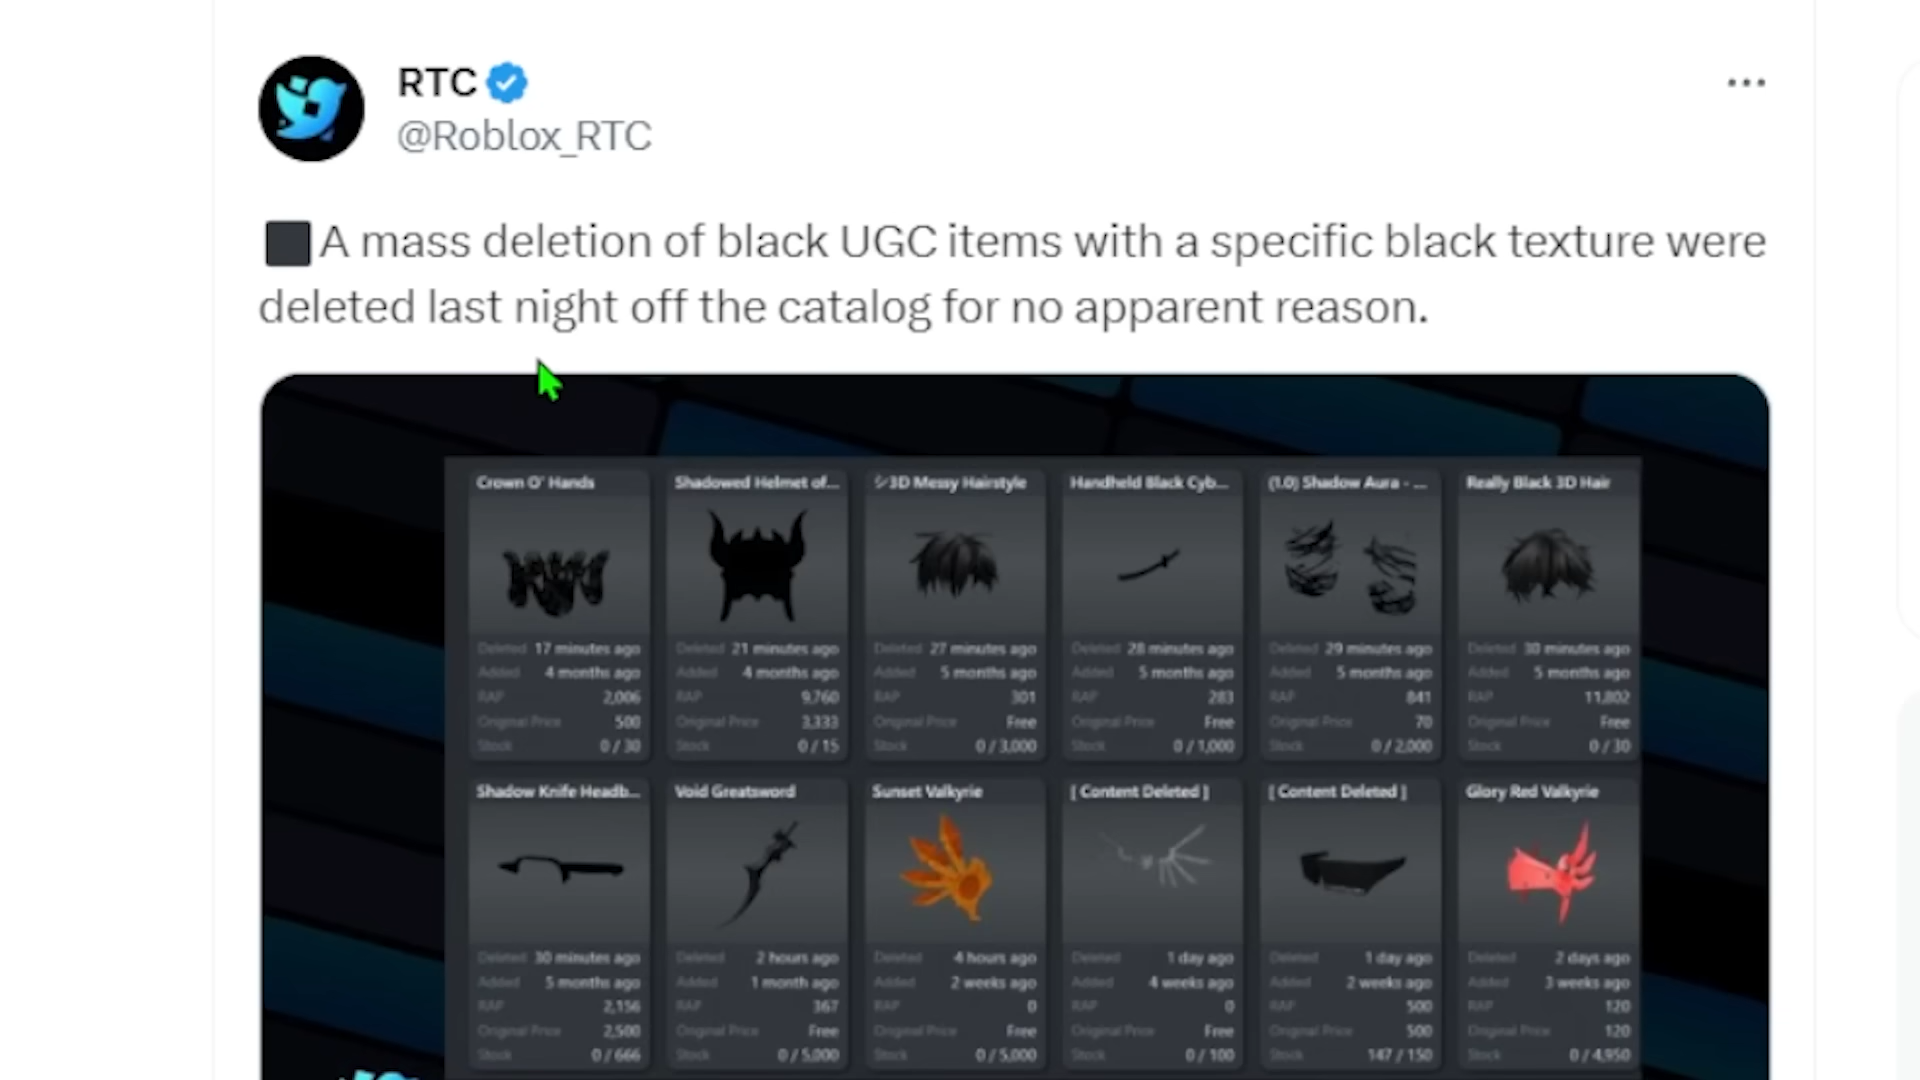 RTC
@Roblox_RTC
A mass deletion of black UGC items with a specific black texture were
deleted last night off the catalog for no apparent reason.
Crown O' Hands Shadowed Helmet of... シ3D Messy Hairstyle Handheld Black Cyb... (1.0) Shadow Aura - ... Really Black 3D Hair
Deleted 17 minutes ago Deleted 21 minutes ago Deleted 27 minutes ago Deleted 28 minutes ago Deleted 29 minutes ago Deleted 30 minutes ago
Added 4 months ago Added 4 months ago Added 5 months ago Added 5 months ago Added 5 months ago Added 5 months ago
RAP 2,006 RAP 9,760 RAP 301 RAP 283 RAP 841 RAP 11,802
Original Price 500 Original Price 3,333 Original Price Free Original Price Free Original Price 70 Original Price Free
Stock 0 / 30 Stock 0 / 15 Stock 0 / 3,000 Stock 0 / 1,000 Stock 0 / 2,000 Stock 0 / 30
Shadow Knife Headb... Void Greatsword Sunset Valkyrie [ Content Deleted ] [ Content Deleted ] Glory Red Valkyrie
Deleted 30 minutes ago Deleted 2 hours ago Deleted 4 hours ago Deleted 1 day ago Deleted 1 day ago Deleted 2 days ago
Added 5 months ago Added 1 month ago Added 2 weeks ago Added 4 weeks ago Added 2 weeks ago Added 3 weeks ago
RAP 2,156 RAP 367 RAP 0 RAP 0 RAP 500 RAP 120
Original Price 2,500 Original Price Free Original Price Free Original Price Free Original Price 500 Original Price 120
Stock 0 / 666 Stock 0 / 5,000 Stock 0 / 5,000 Stock 0 / 100 Stock 147 / 150 Stock 0 / 4,950